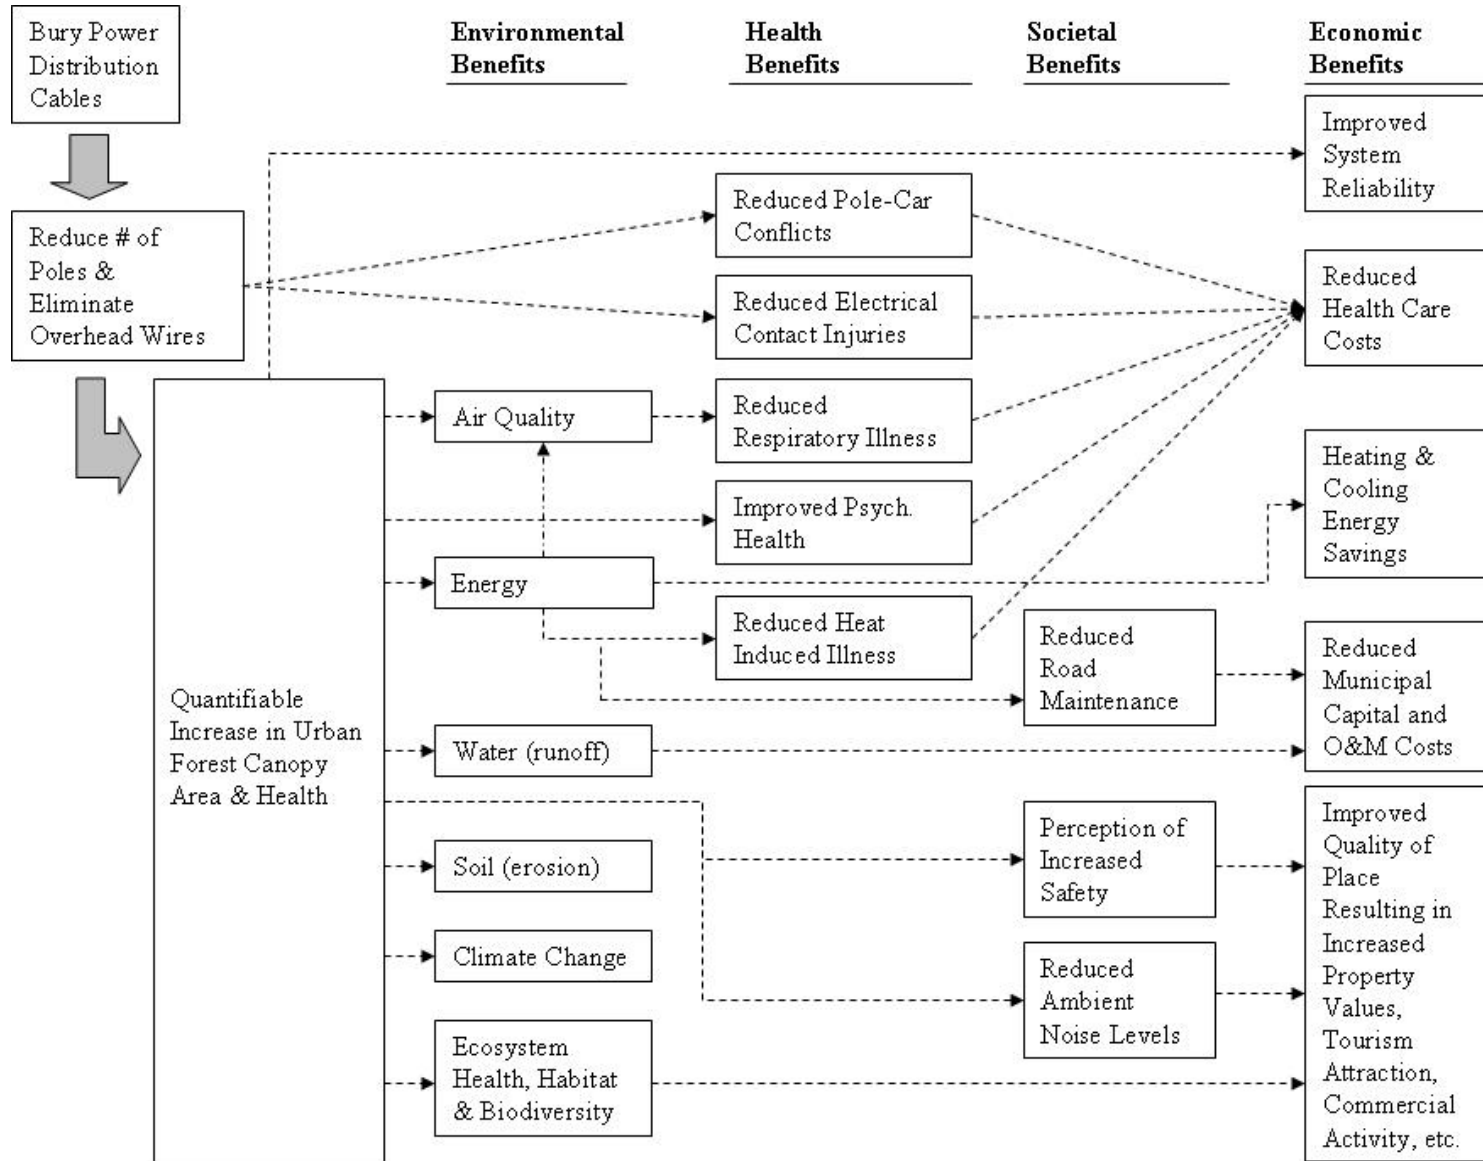 Bury Power
Distribution
Cables
Environmental
Benefits
Health
Benefits
Societal
Benefits
Economic
Benefits
Improved
System
Reliability
Reduce # of
Poles &
Eliminate
Overhead Wires
Reduced Pole-Car
Conflicts
Reduced
Health Care
Costs
Reduced Electrical
Contact Injuries
Air Quality
Reduced
Respiratory Illness
Heating &
Cooling
Energy
Savings
Improved Psych.
Health
Energy
Reduced Heat
Induced Illness
Reduced
Road
Maintenance
Reduced
Municipal
Capital and
O&M Costs
Quantifiable
Increase in Urban
Forest Canopy
Area & Health
Water (runoff)
Perception of
Increased
Safety
Improved
Quality of
Place
Resulting in
Increased
Property
Values,
Tourism
Attraction,
Commercial
Activity, etc.
Soil (erosion)
Climate Change
Reduced
Ambient
Noise Levels
Ecosystem
Health, Habitat
& Biodiversity